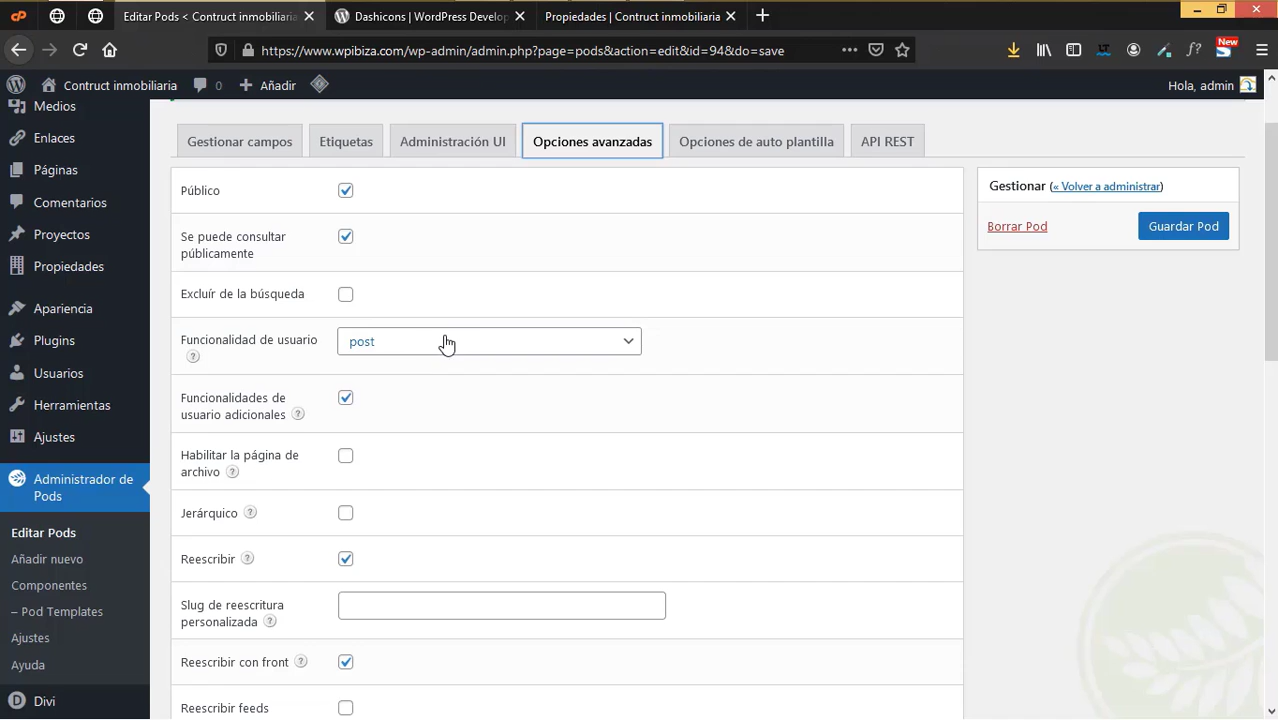 Editar Pods < Contruct inmobiliaria
Dashicons | WordPress Develop
Propiedades | Contruct inmobiliaria
https://www.wpibiza.com/wp-admin/admin.php?page=pods&action=edit&id=94&do=save
New
Contruct inmobiliaria
0
Añadir
Hola, admin
Medios
Enlaces
Páginas
Comentarios
Proyectos
Propiedades
Apariencia
Plugins
Usuarios
Herramientas
Ajustes
Administrador de
Pods
Editar Pods
Añadir nuevo
Componentes
– Pod Templates
Ajustes
Ayuda
Divi
Gestionar campos
Etiquetas
Administración UI
Opciones avanzadas
Opciones de auto plantilla
API REST
Público
Se puede consultar
públicamente
Excluír de la búsqueda
Funcionalidad de usuario
?
post
Funcionalidades de
usuario adicionales ?
Habilitar la página de
archivo ?
Jerárquico ?
Reescribir ?
Slug de reescritura
personalizada ?
Reescribir con front ?
Reescribir feeds
Gestionar (« Volver a administrar)
Borrar Pod
Guardar Pod